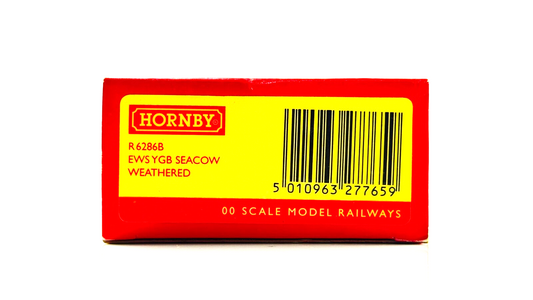 HORNBY
R6286B
EWS YGB SEACOW
WEATHERED
5 010963 277659
00 SCALE MODEL RAILWAYS